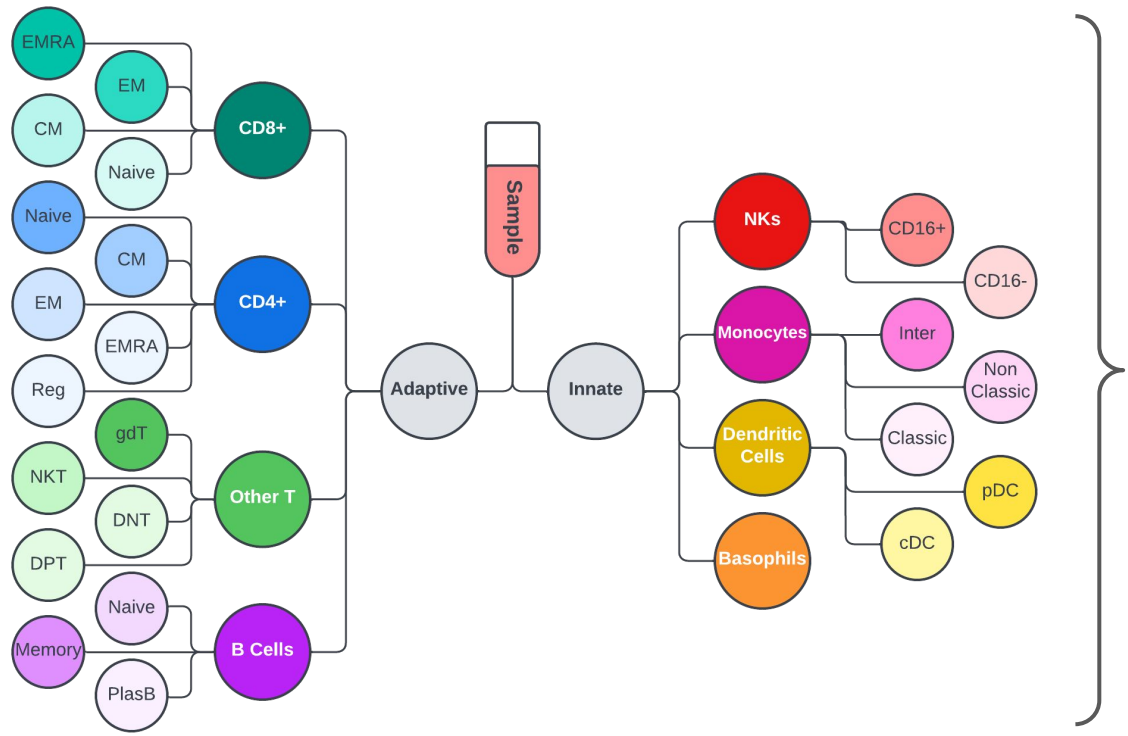 EMRA
EM
CM
Naive
CD8+
Naive
CM
EM
EMRA
Reg
CD4+
gdT
NKT
DNT
DPT
Other T
Naive
Memory
PlasB
B Cells
Adaptive
Sample
Innate
NKs
CD16+
CD16-
Monocytes
Inter
Non
Classic
Classic
Dendritic
Cells
pDC
cDC
Basophils